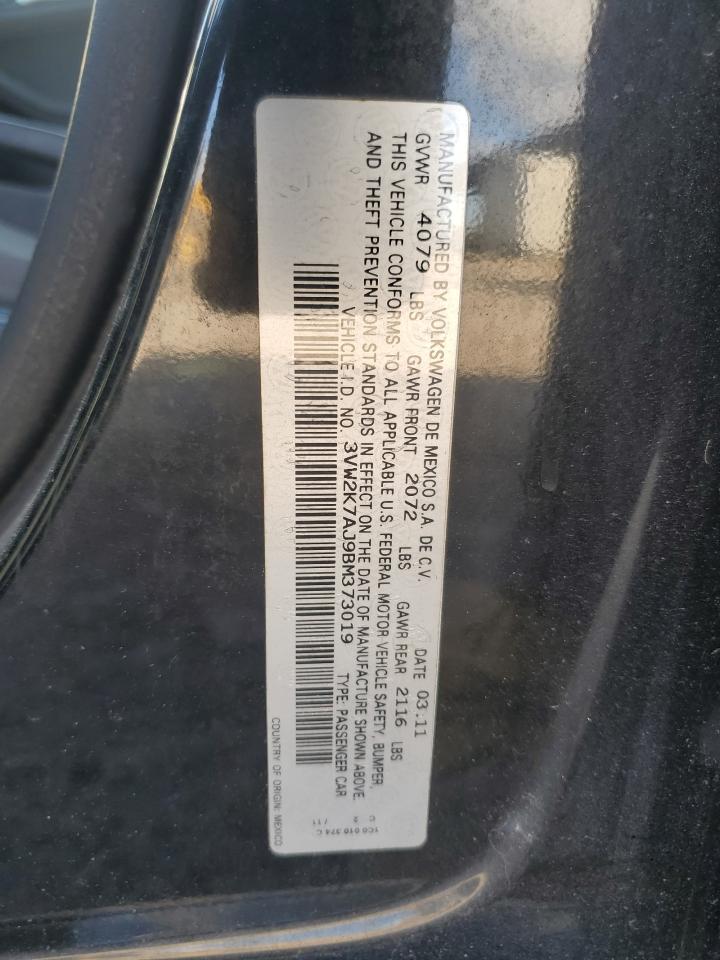 MANUFACTURED BY VOLKSWAGEN DE MEXICO S.A. DE C.V. DATE 03.11
GVWR 4079 LBS GAWR FRONT 2072 LBS GAWR REAR 2116 LBS
THIS VEHICLE CONFORMS TO ALL APPLICABLE U.S. FEDERAL MOTOR VEHICLE SAFETY, BUMPER,
AND THEFT PREVENTION STANDARDS IN EFFECT ON THE DATE OF MANUFACTURE SHOWN ABOVE.
VEHICLE I.D. NO. 3VW2K7AJ9BM373019 TYPE: PASSENGER CAR
COUNTRY OF ORIGIN: MEXICO